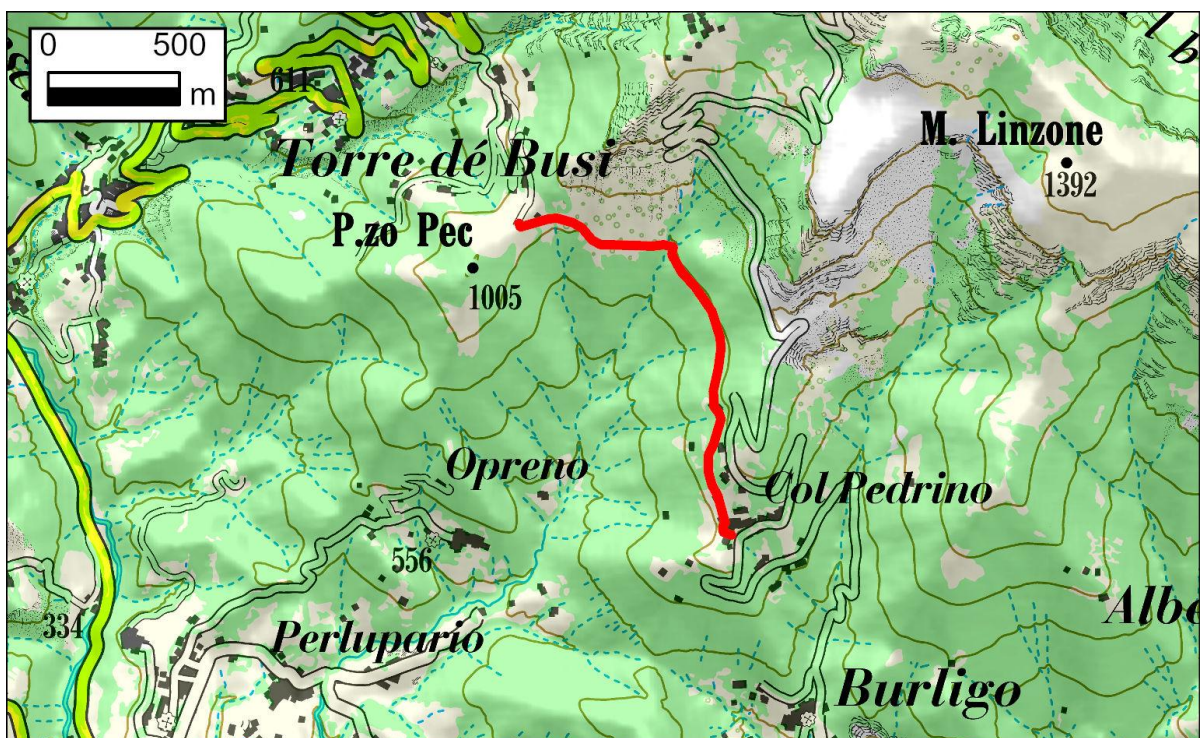 0 500
m
611
Torre dé Busi
M. Linzone
1392
P.zo Pec
1005
Opreno
Col Pedrino
556
334
Perlupario
Albe
Burligo